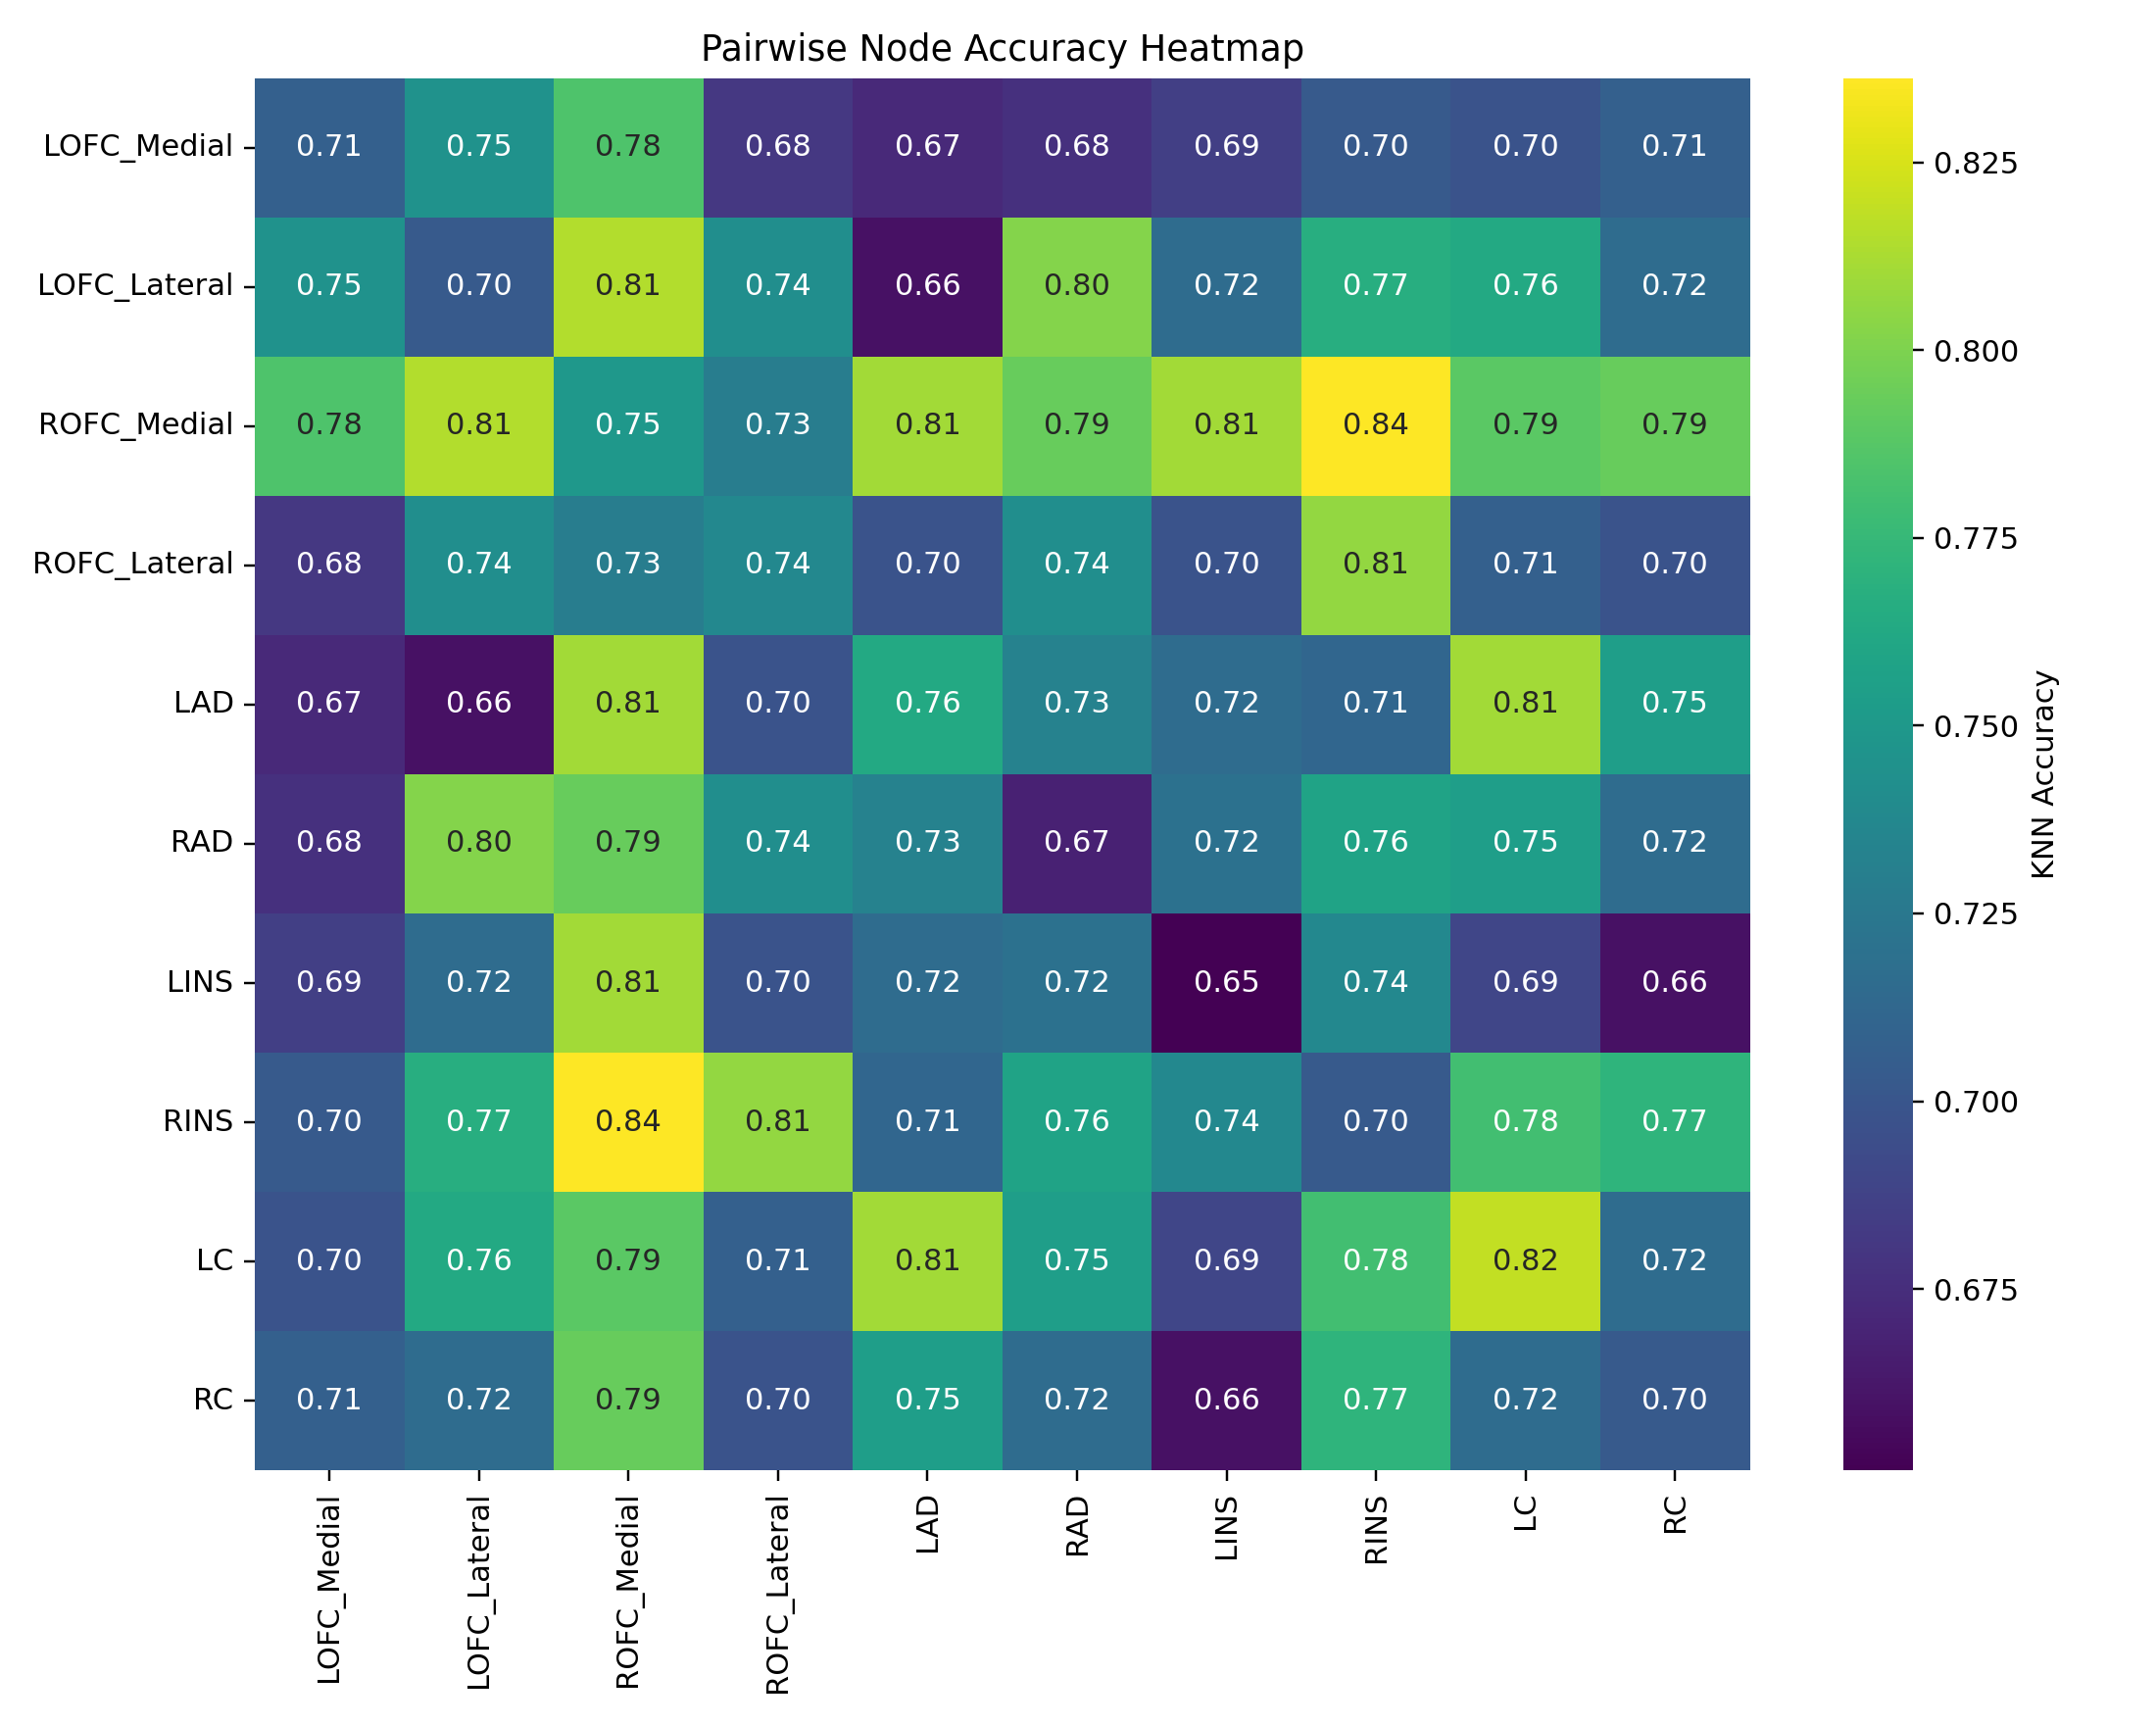 Pairwise Node Accuracy Heatmap
LOFC_Medial 0.71 0.75 0.78 0.68 0.67 0.68 0.69 0.70 0.70 0.71
LOFC_Lateral 0.75 0.70 0.81 0.74 0.66 0.80 0.72 0.77 0.76 0.72
ROFC_Medial 0.78 0.81 0.75 0.73 0.81 0.79 0.81 0.84 0.79 0.79
ROFC_Lateral 0.68 0.74 0.73 0.74 0.70 0.74 0.70 0.81 0.71 0.70
LAD 0.67 0.66 0.81 0.70 0.76 0.73 0.72 0.71 0.81 0.75
RAD 0.68 0.80 0.79 0.74 0.73 0.67 0.72 0.76 0.75 0.72
LINS 0.69 0.72 0.81 0.70 0.72 0.72 0.65 0.74 0.69 0.66
RINS 0.70 0.77 0.84 0.81 0.71 0.76 0.74 0.70 0.78 0.77
LC 0.70 0.76 0.79 0.71 0.81 0.75 0.69 0.78 0.82 0.72
RC 0.71 0.72 0.79 0.70 0.75 0.72 0.66 0.77 0.72 0.70
LOFC_Medial
LOFC_Lateral
ROFC_Medial
ROFC_Lateral
LAD
RAD
LINS
RINS
LC
RC
0.825
0.800
0.775
0.750
0.725
0.700
0.675
KNN Accuracy